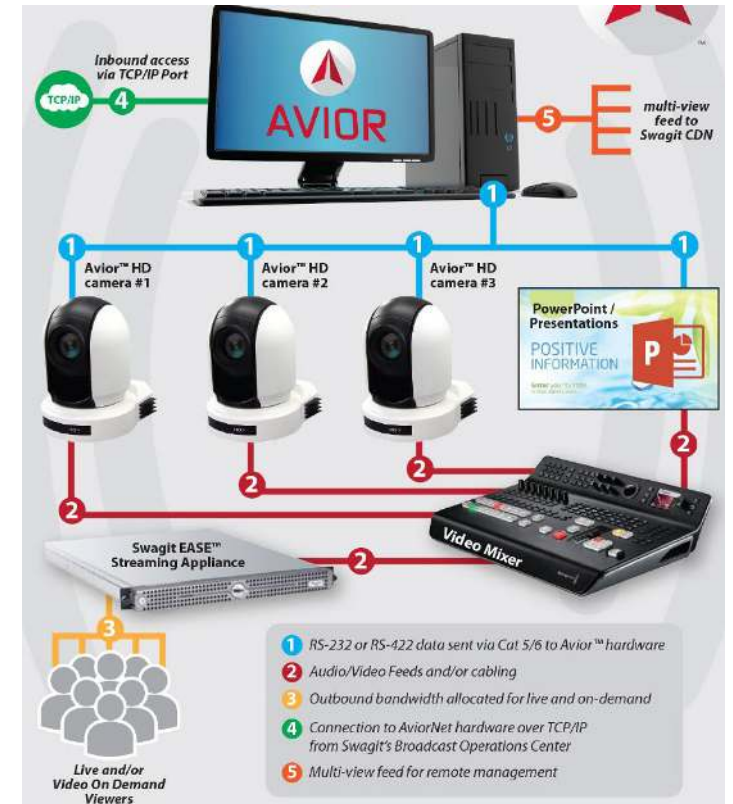 Inbound access
via TCP/IP Port
TCP/IP
4
AVIOR
5
multi-view
feed to
Swagit CDN
TM
1
1
1
1
1
Avior™ HD
camera #1
Avior™ HD
camera #2
Avior™ HD
camera #3
PowerPoint /
Presentations
POSITIVE
INFORMATION
P
2
2
2
2
Video Mixer
Swagit EASE™
Streaming Appliance
2
3
Live and/or
Video On Demand
Viewers
1 RS-232 or RS-422 data sent via Cat 5/6 to Avior™ hardware
2 Audio/Video Feeds and/or cabling
3 Outbound bandwidth allocated for live and on-demand
4 Connection to AviorNet hardware over TCP/IP
from Swagit's Broadcast Operations Center
5 Multi-view feed for remote management